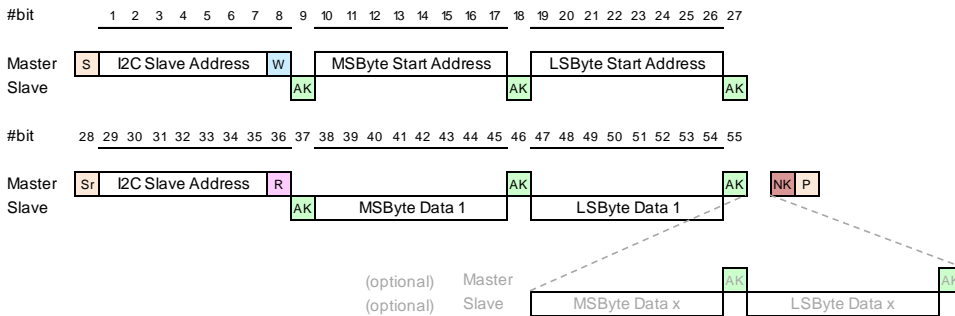 #bit 1 2 3 4 5 6 7 8 9 10 11 12 13 14 15 16 17 18 19 20 21 22 23 24 25 26 27
Master S I2C Slave Address W MSByte Start Address LSByte Start Address
Slave AK AK AK
#bit 28 29 30 31 32 33 34 35 36 37 38 39 40 41 42 43 44 45 46 47 48 49 50 51 52 53 54 55
Master Sr I2C Slave Address R AK AK NK P
Slave AK MSByte Data 1 LSByte Data 1
(optional) Master AK AK
(optional) Slave MSByte Data x LSByte Data x